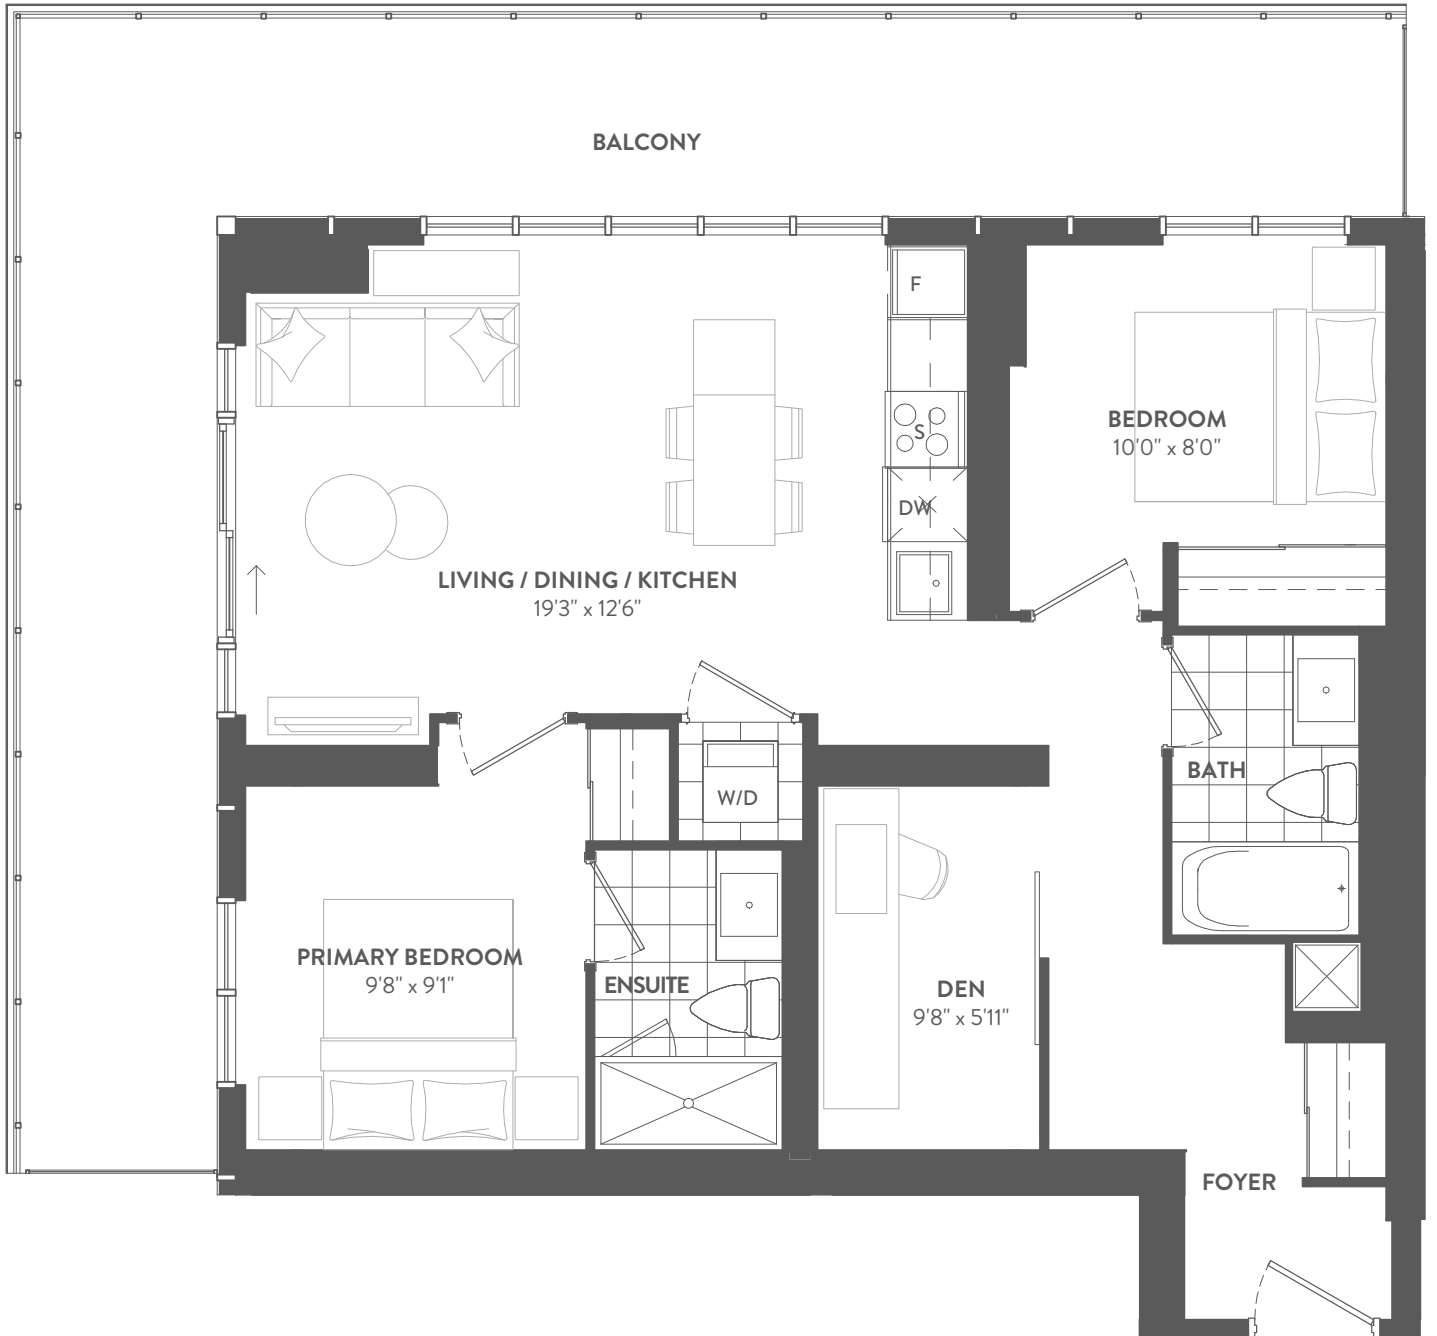 BALCONY
F
S
BEDROOM
10'0" x 8'0"
DW
LIVING / DINING / KITCHEN
19'3" x 12'6"
BATH
W/D
PRIMARY BEDROOM
9'8" x 9'1"
ENSUITE
DEN
9'8" x 5'11"
FOYER